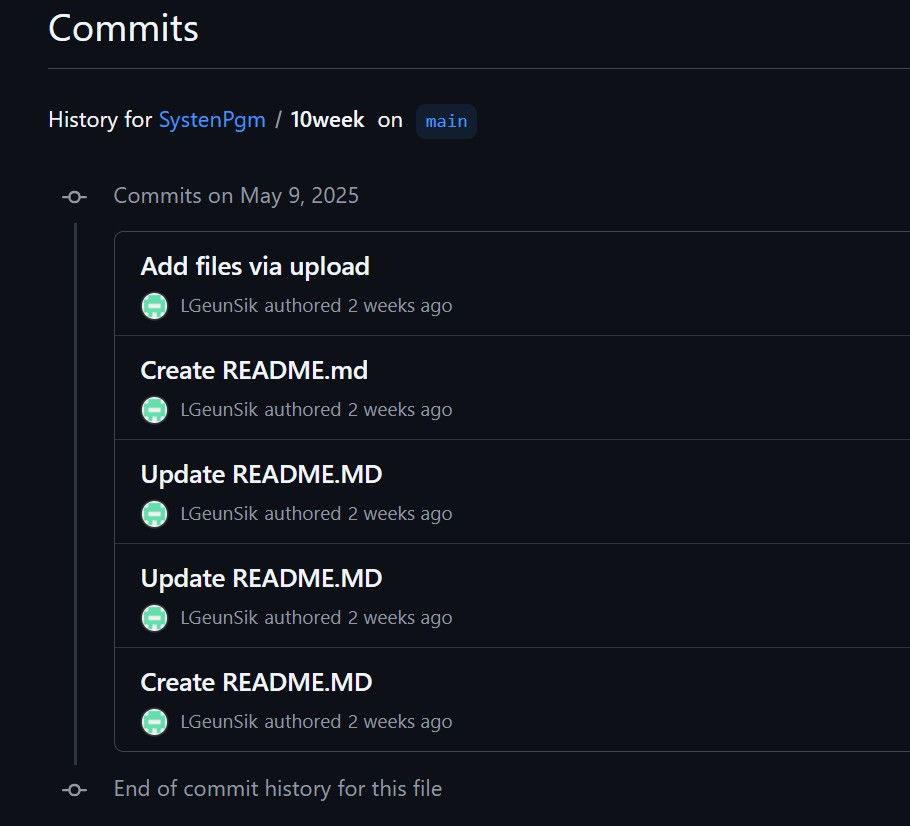 Commits
History for SystenPgm / 10week on main
Commits on May 9, 2025
Add files via upload
LGeunSik authored 2 weeks ago
Create README.md
LGeunSik authored 2 weeks ago
Update README.MD
LGeunSik authored 2 weeks ago
Update README.MD
LGeunSik authored 2 weeks ago
Create README.MD
LGeunSik authored 2 weeks ago
End of commit history for this file